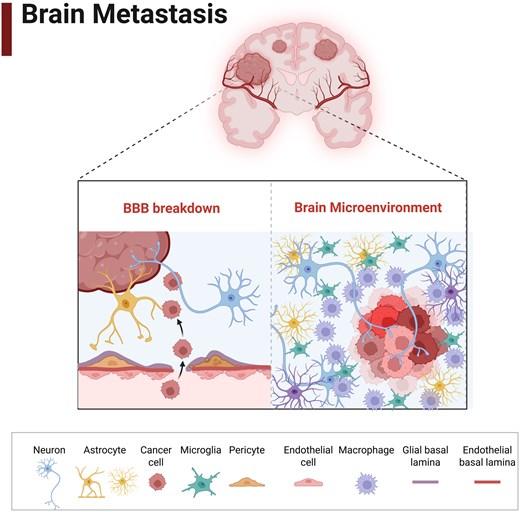 Brain Metastasis
BBB breakdown
Brain Microenvironment
Neuron
Astrocyte
Cancer
cell
Microglia
Pericyte
Endothelial
cell
Macrophage
Glial basal
lamina
Endothelial
basal lamina